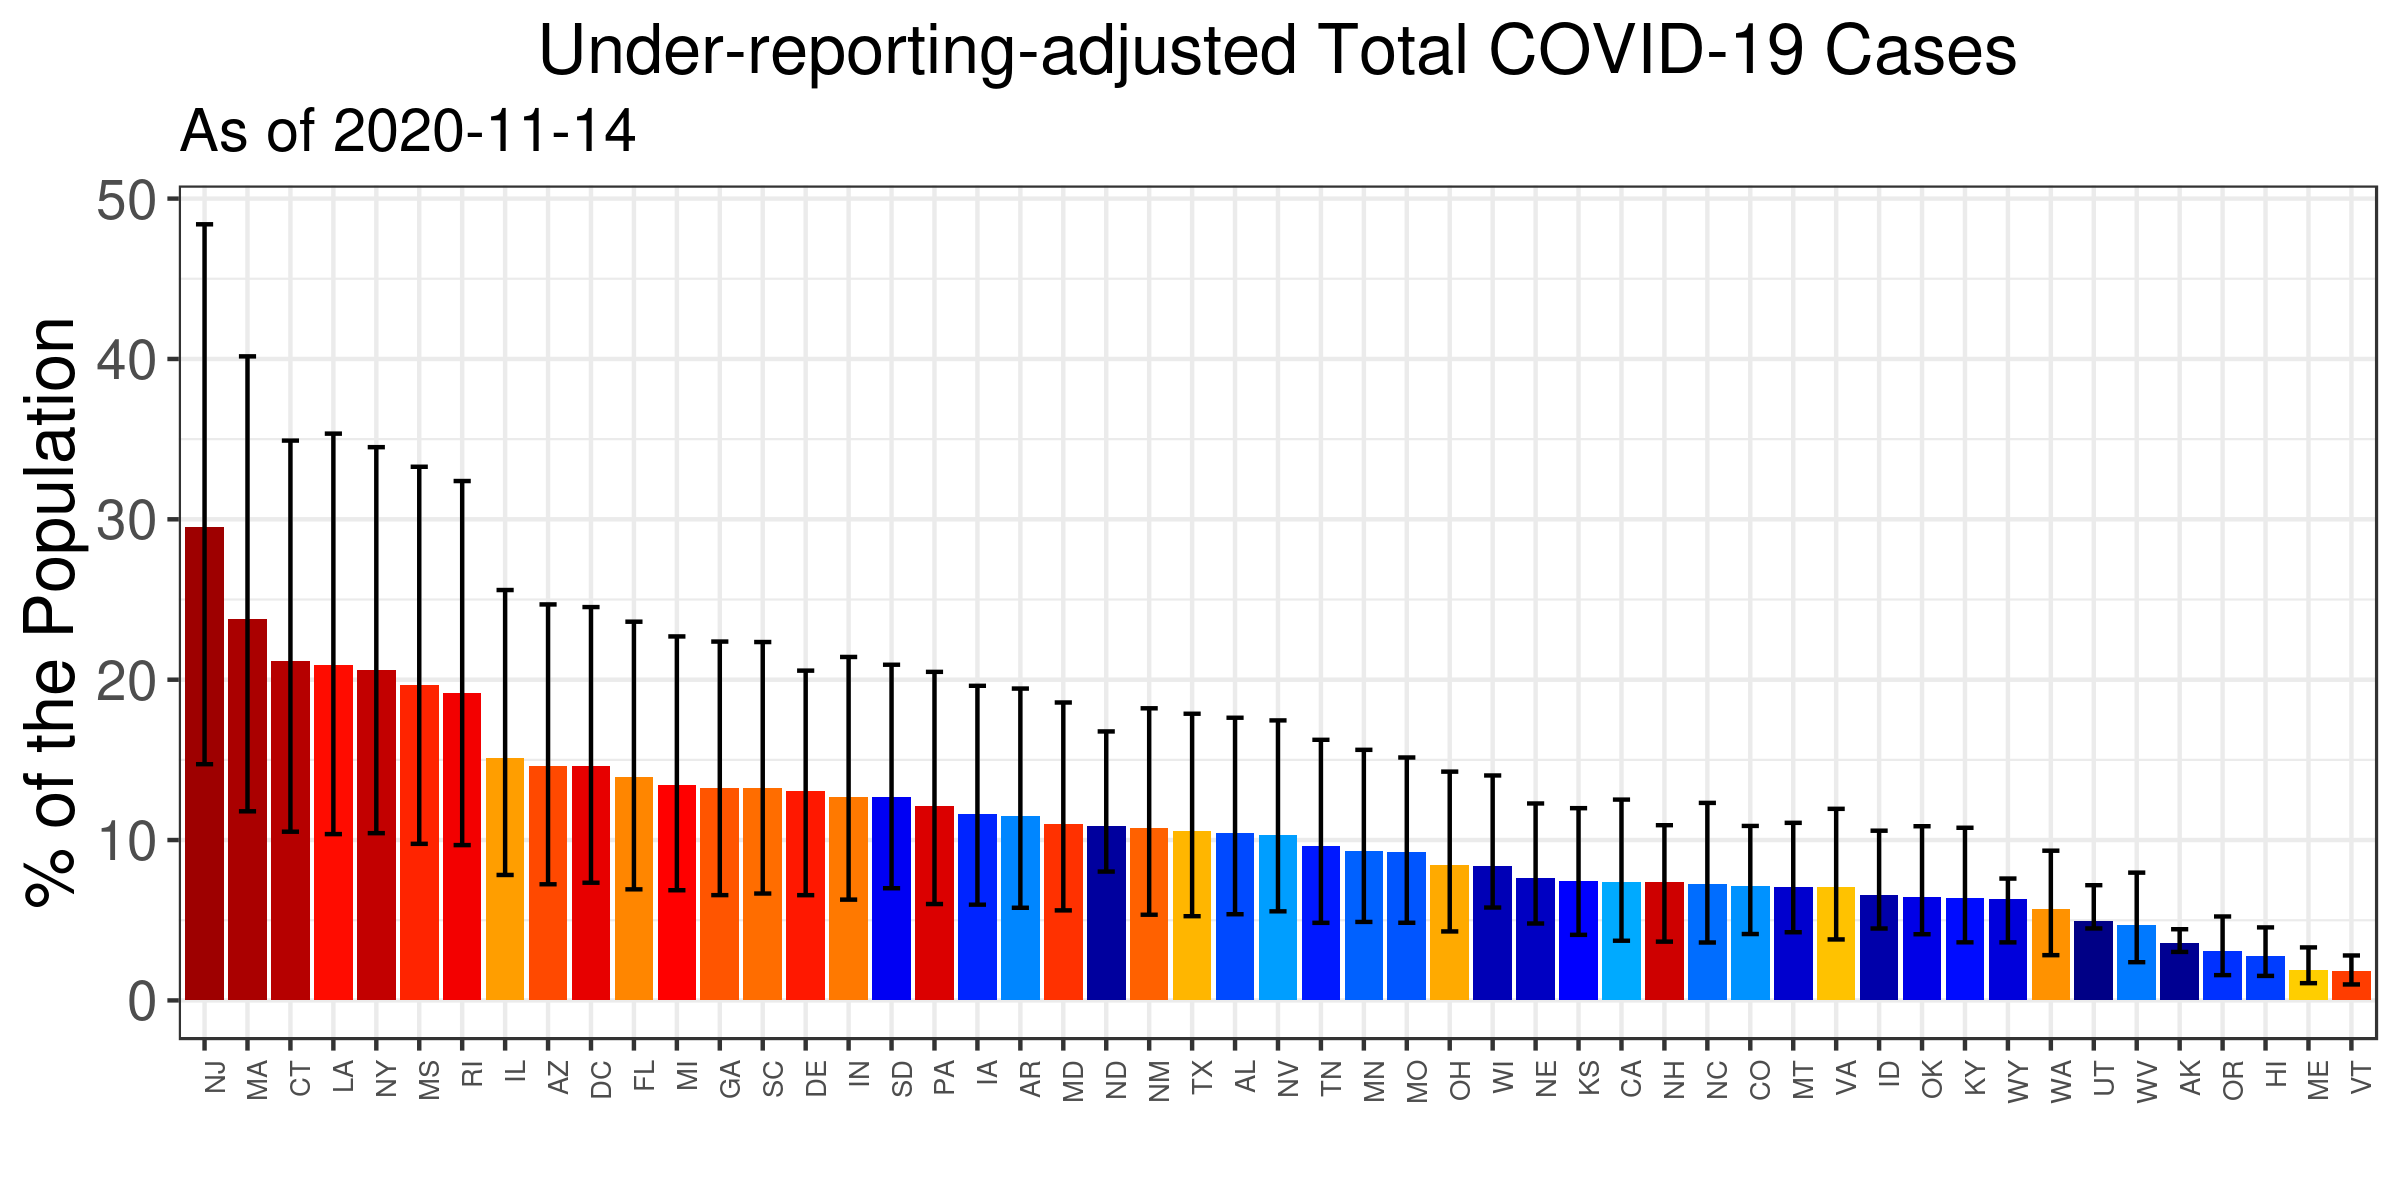 Under-reporting-adjusted Total COVID-19 Cases
As of 2020-11-14
% of the Population
50
40
30
20
10
0
NJ MA CT LA NY MS RI IL AZ DC FL MI GA SC DE IN SD PA IA AR MD ND NM TX AL NV TN MN MO OH WI NE KS CA NH NC CO MT VA ID OK KY WY WA UT WV AK OR HI ME VT